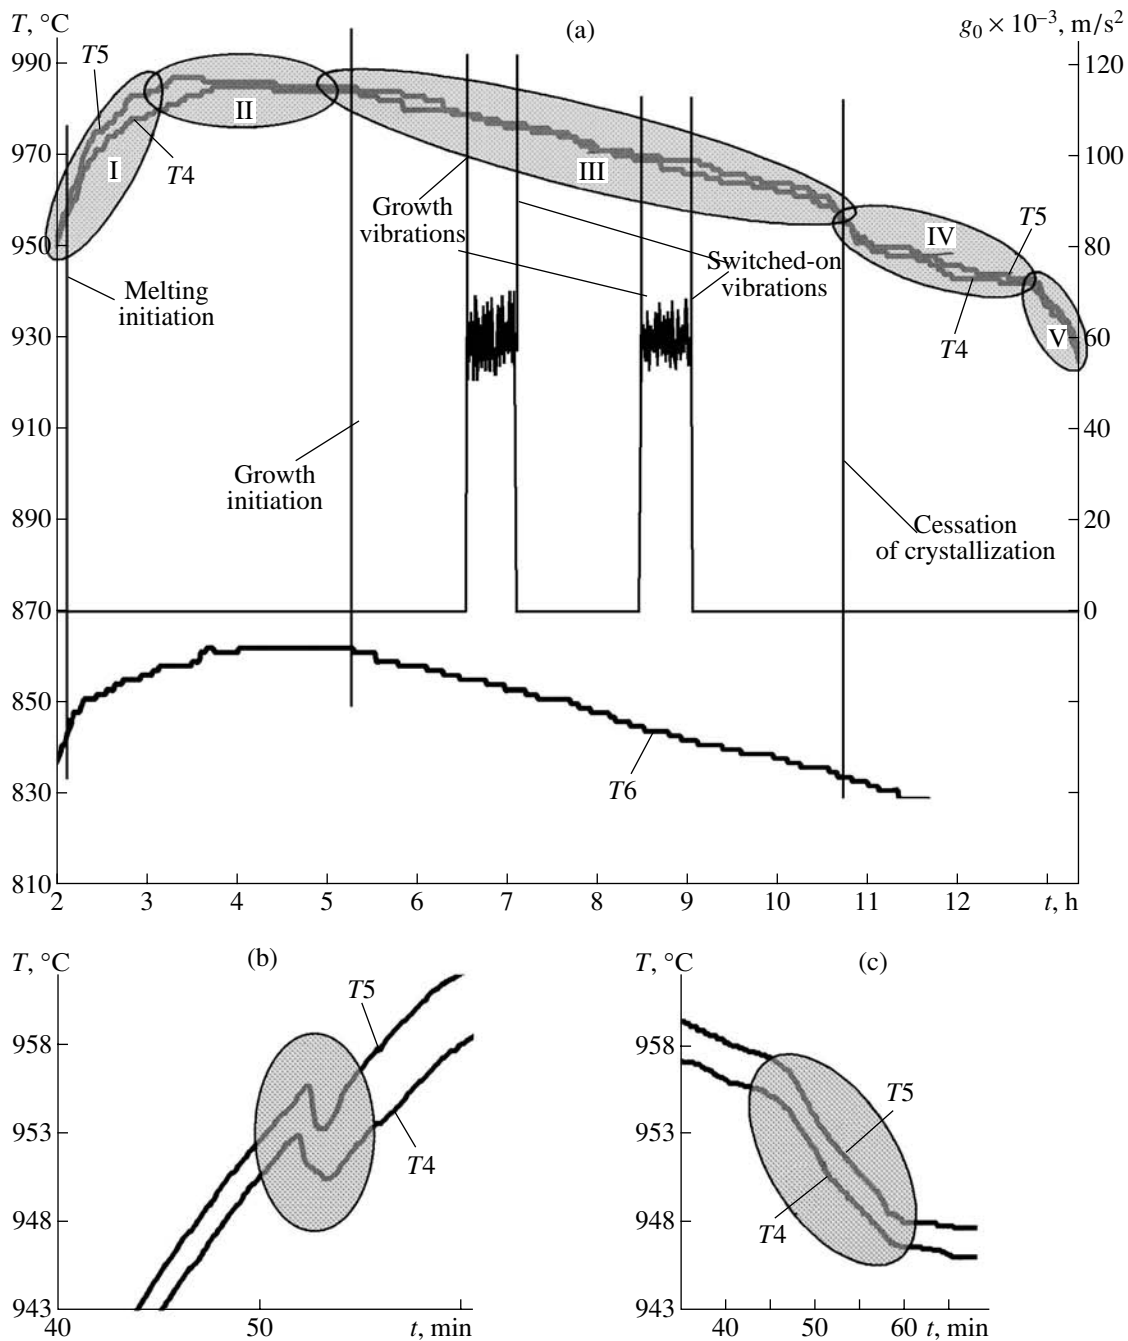 T, °C
(a)
g₀ × 10⁻³, m/s²
990
970
950
930
910
890
870
850
830
810
120
100
80
60
40
20
0
T5
I
T4
II
III
IV
T5
T4
V
Growth
vibrations
Switched-on
vibrations
Melting
initiation
Growth
initiation
Cessation
of crystallization
T6
2 3 4 5 6 7 8 9 10 11 12 t, h
T, °C
(b)
958
953
948
943
T5
T4
40 50 t, min
T, °C
(c)
958
953
948
943
T5
T4
40 50 60 t, min